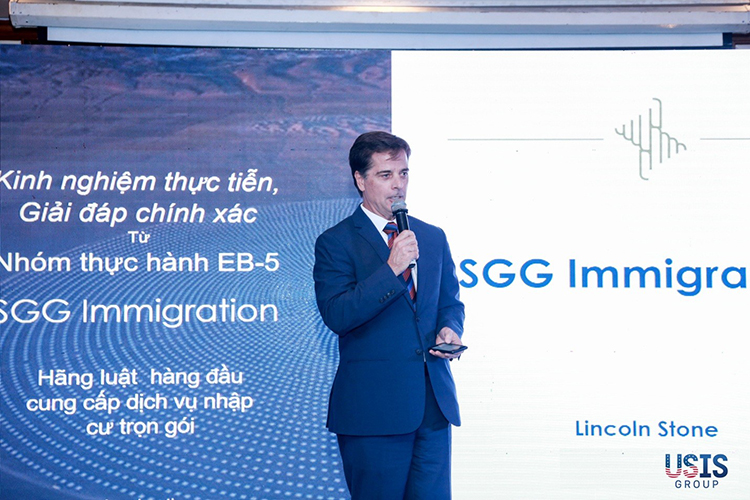 Kinh nghiệm thực tiễn,
Giải đáp chính xác
Từ
Nhóm thực hành EB-5
SGG Immigration
Hãng luật hàng đầu
cung cấp dịch vụ nhập
cư trọn gói
SGG Immigra
Lincoln Stone
USIS
GROUP